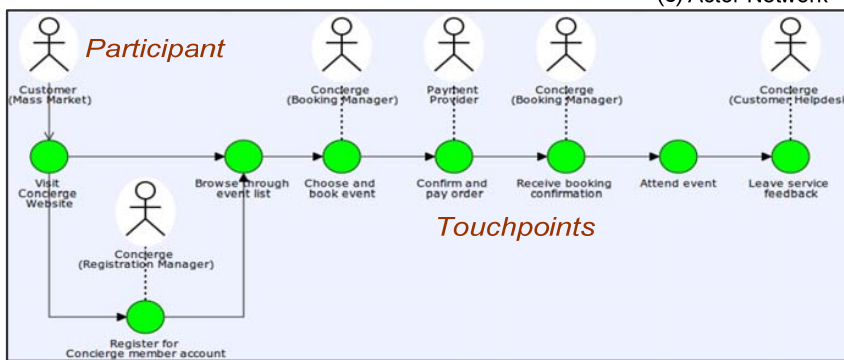 Participant
Customer
(Mass Market)
Concierge
(Booking Manager)
Payment
Provider
Concierge
(Booking Manager)
Concierge
(Customer Helpdesk
Visit
Concierge
Website
Browse through
event list
Choose and
book event
Confirm and
pay order
Receive booking
confirmation
Attend event
Leave service
feedback
Touchpoints
Concierge
(Registration Manager)
Register for
Concierge member account